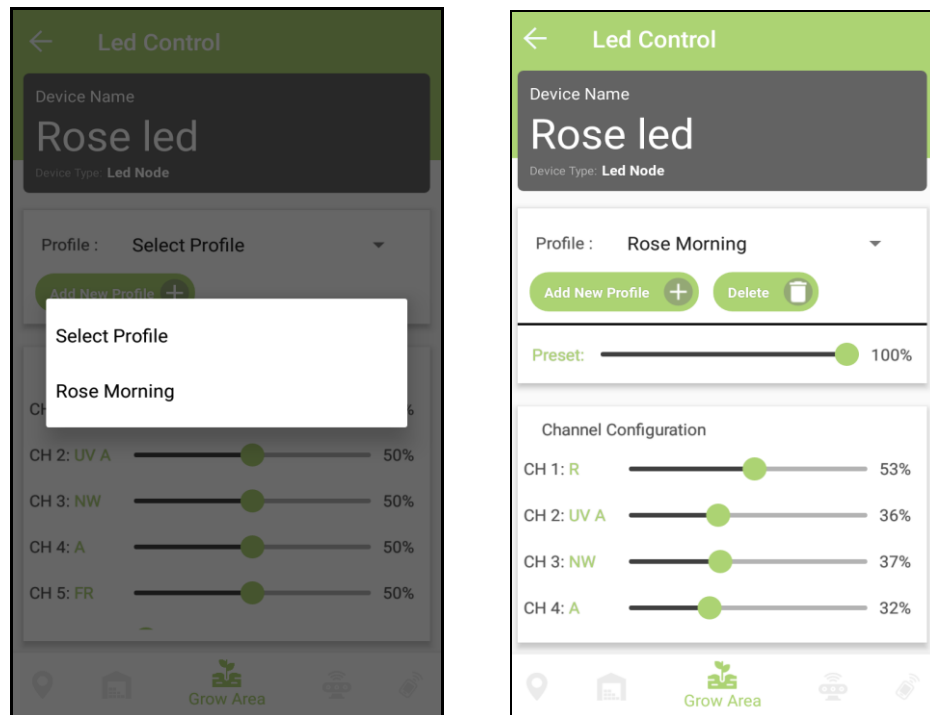 Led Control
Device Name
Rose led
Device Type: Led Node
Profile : Select Profile
Add New Profile
Select Profile
Rose Morning
CH
CH 2: UV A 50%
CH 3: NW 50%
CH 4: A 50%
CH 5: FR 50%
Grow Area
Led Control
Device Name
Rose led
Device Type: Led Node
Profile : Rose Morning
Add New Profile Delete
Preset: 100%
Channel Configuration
CH 1: R 53%
CH 2: UV A 36%
CH 3: NW 37%
CH 4: A 32%
Grow Area